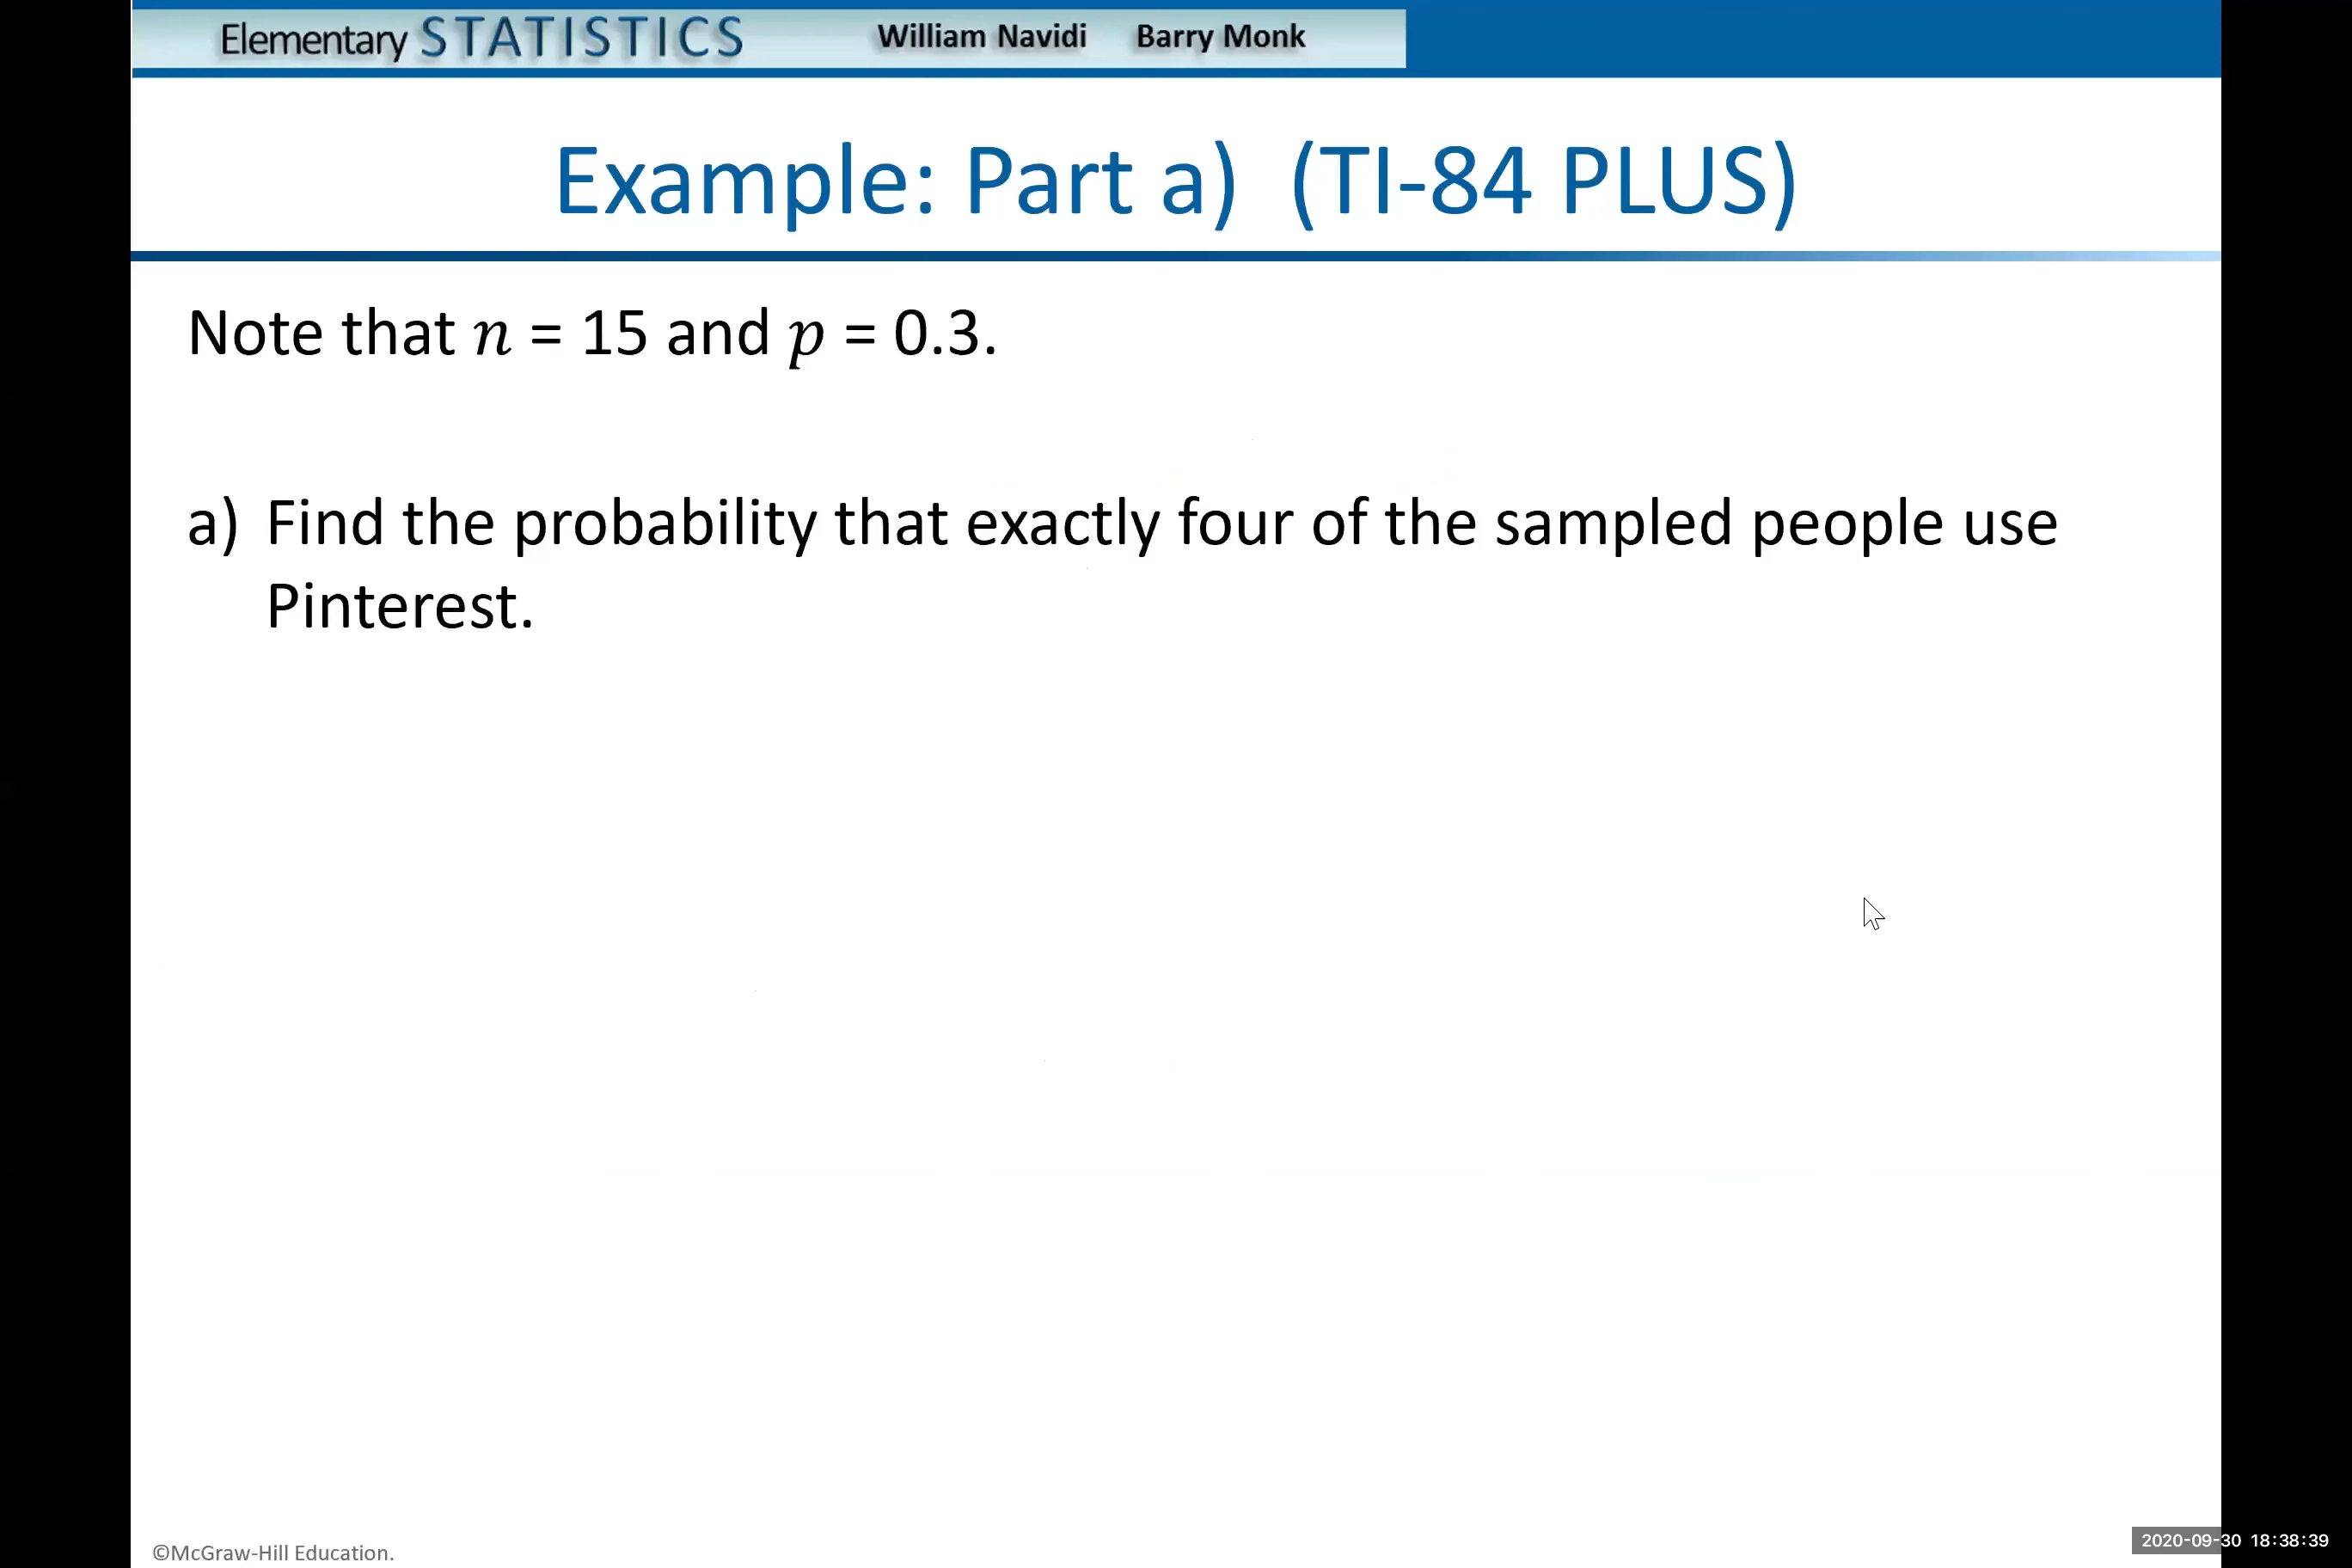 Elementary STATISTICS William Navidi Barry Monk
Example: Part a) (TI-84 PLUS)
Note that n = 15 and p = 0.3.
a) Find the probability that exactly four of the sampled people use
Pinterest.
©McGraw-Hill Education.
2020-09-30 18:38:39